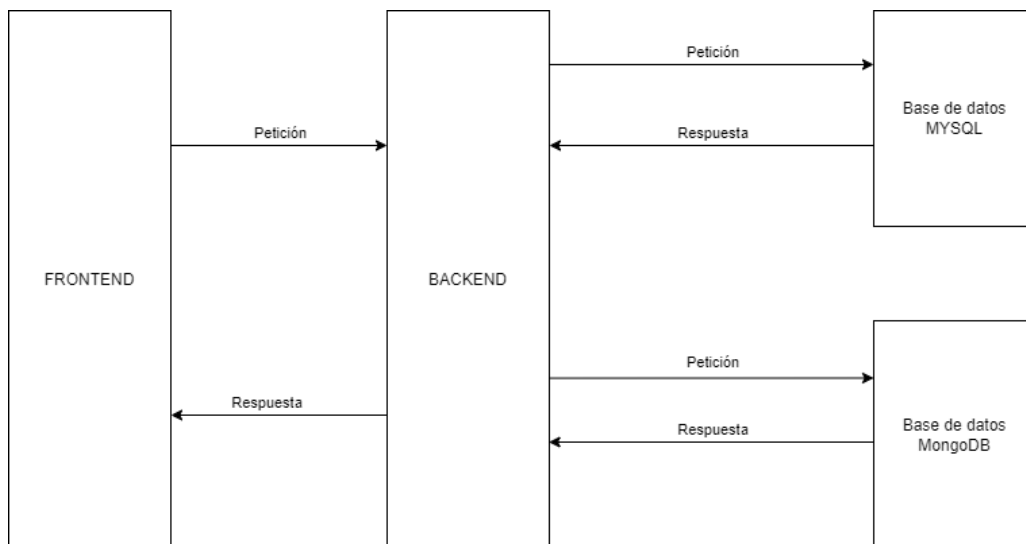 Petición
Base de datos
MYSQL
Petición
Respuesta
FRONTEND
BACKEND
Petición
Respuesta
Respuesta
Base de datos
MongoDB